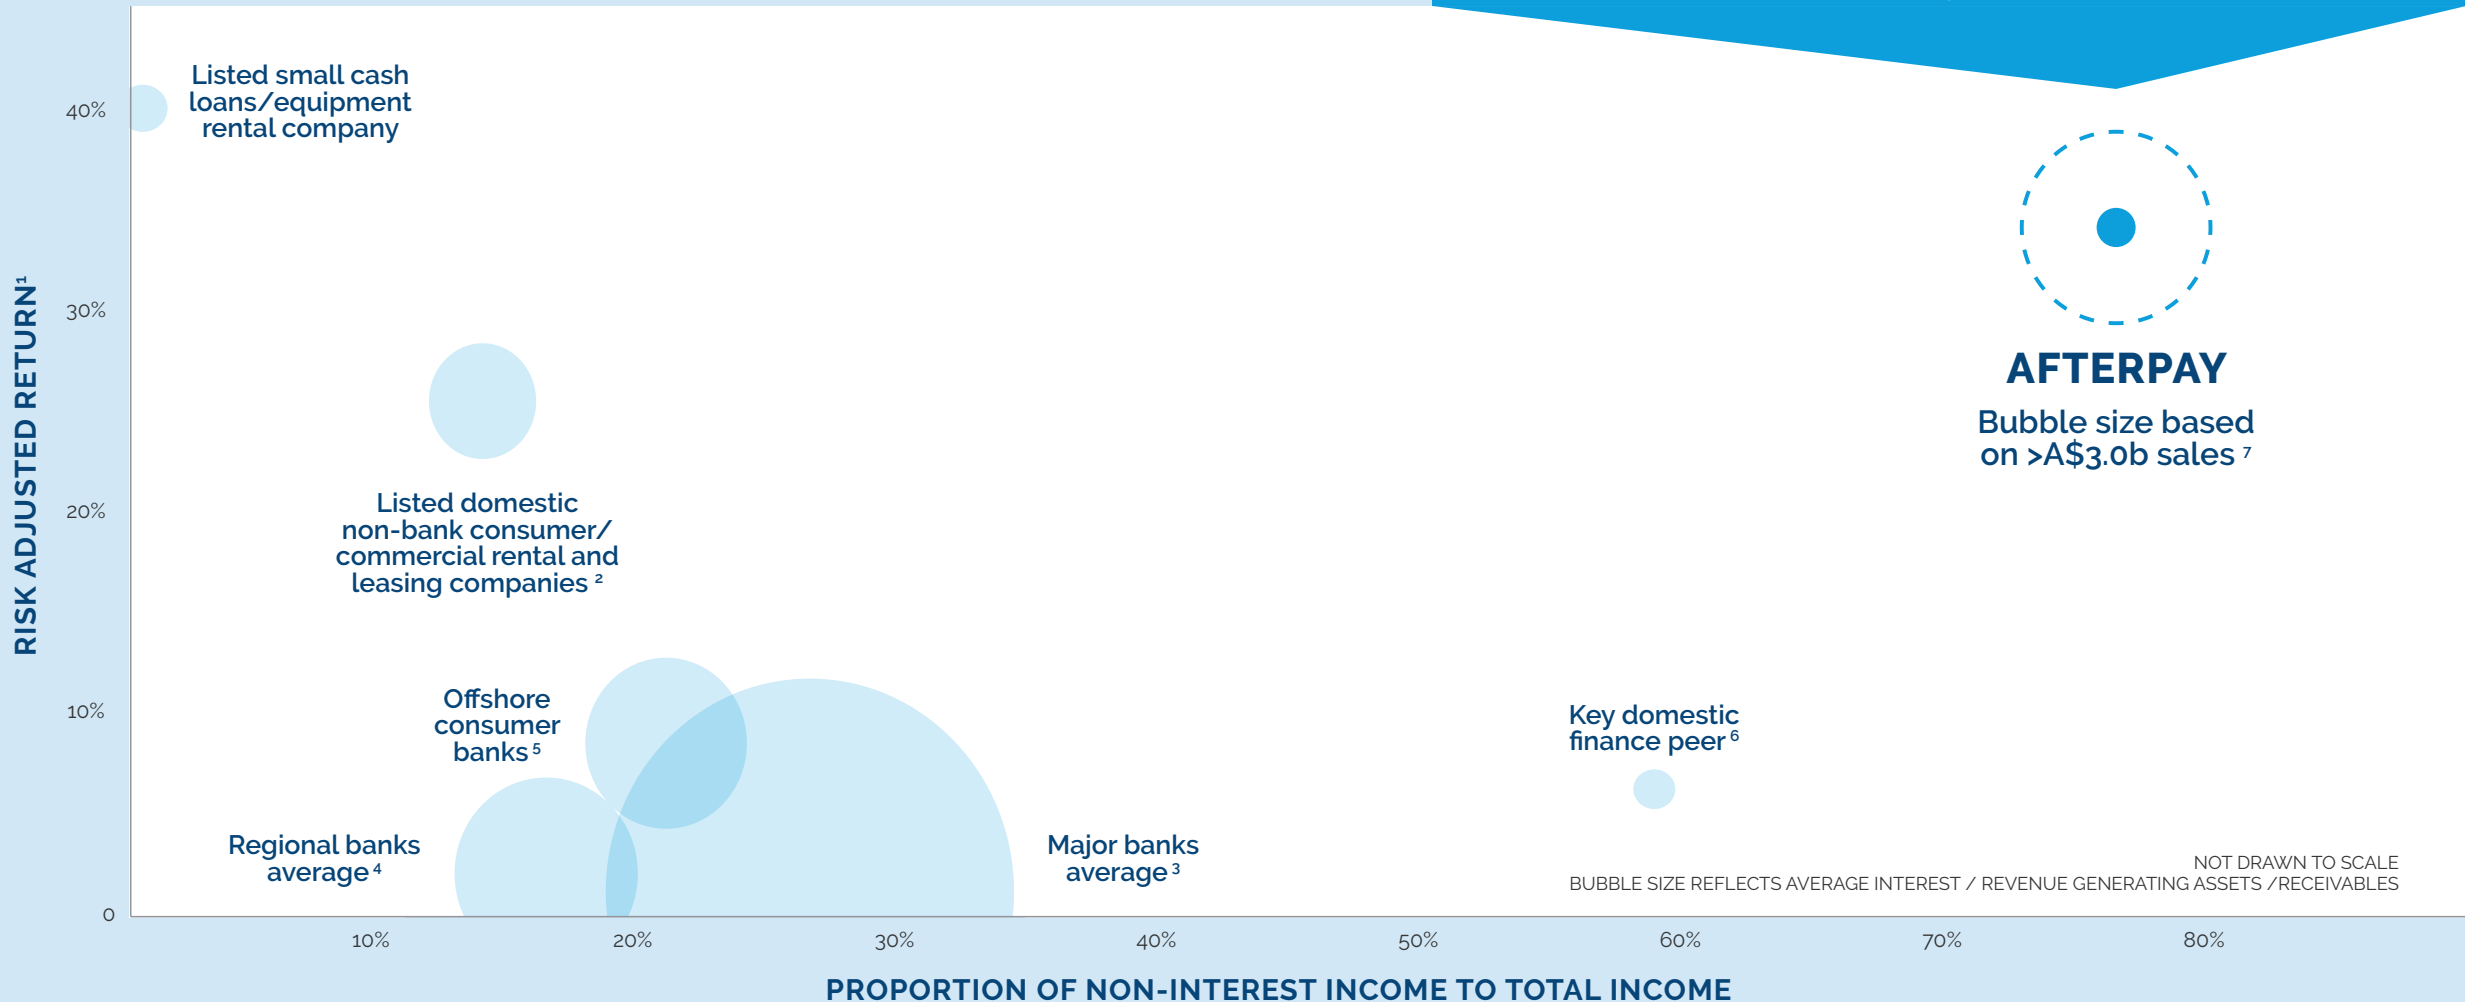 Listed small cash
loans/equipment
rental company
40%
30%
20%
10%
0
RISK ADJUSTED RETURN¹
AFTERPAY
Bubble size based
on >A$3.0b sales ⁷
Listed domestic
non-bank consumer/
commercial rental and
leasing companies ²
Offshore
consumer
banks ⁵
Key domestic
finance peer ⁶
Regional banks
average ⁴
Major banks
average ³
NOT DRAWN TO SCALE
BUBBLE SIZE REFLECTS AVERAGE INTEREST / REVENUE GENERATING ASSETS /RECEIVABLES
10% 20% 30% 40% 50% 60% 70% 80%
PROPORTION OF NON-INTEREST INCOME TO TOTAL INCOME